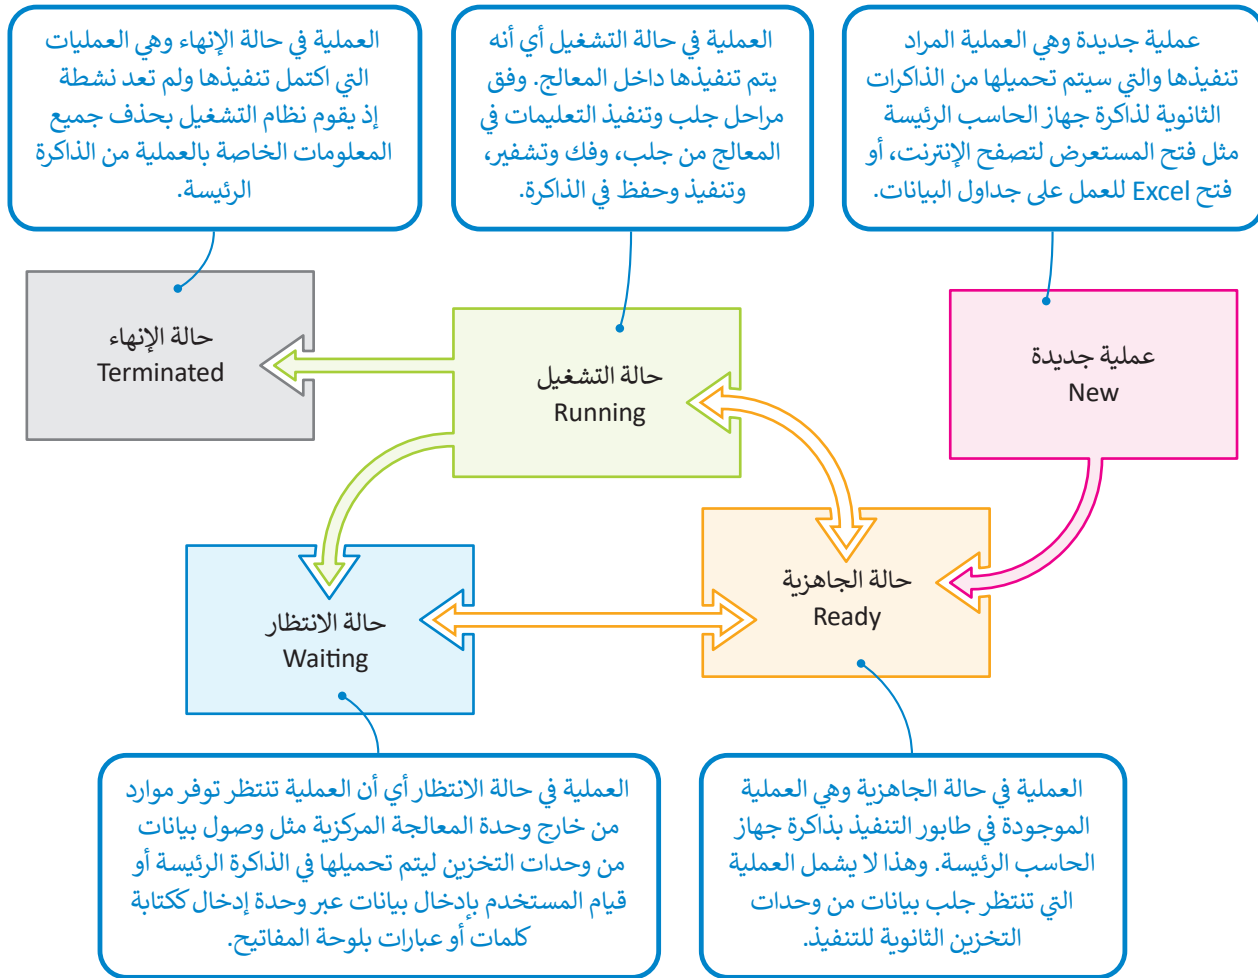 عملية جديدة وهي العملية المراد
تنفيذها والتي سيتم تحميلها من الذاكرات
الثانوية لذاكرة جهاز الحاسب الرئيسة
مثل فتح المستعرض لتصفح الإنترنت، أو
فتح Excel للعمل على جداول البيانات.
العملية في حالة التشغيل أي أنه
يتم تنفيذها داخل المعالج. وفق
مراحل جلب وتنفيذ التعليمات في
المعالج من جلب، وفك وتشفير،
وتنفيذ وحفظ في الذاكرة.
العملية في حالة الإنهاء وهي العمليات
التي اكتمل تنفيذها ولم تعد نشطة
إذ يقوم نظام التشغيل بحذف جميع
المعلومات الخاصة بالعملية من الذاكرة
الرئيسة.
عملية جديدة
New
حالة التشغيل
Running
حالة الإنهاء
Terminated
حالة الجاهزية
Ready
حالة الانتظار
Waiting
العملية في حالة الجاهزية وهي العملية
الموجودة في طابور التنفيذ بذاكرة جهاز
الحاسب الرئيسة. وهذا لا يشمل العملية
التي تنتظر جلب بيانات من وحدات
التخزين الثانوية للتنفيذ.
العملية في حالة الانتظار أي أن العملية تنتظر توفر موارد
من خارج وحدة المعالجة المركزية مثل وصول بيانات
من وحدات التخزين ليتم تحميلها في الذاكرة الرئيسة أو
قيام المستخدم بإدخال بيانات عبر وحدة إدخال ككتابة
كلمات أو عبارات بلوحة المفاتيح.